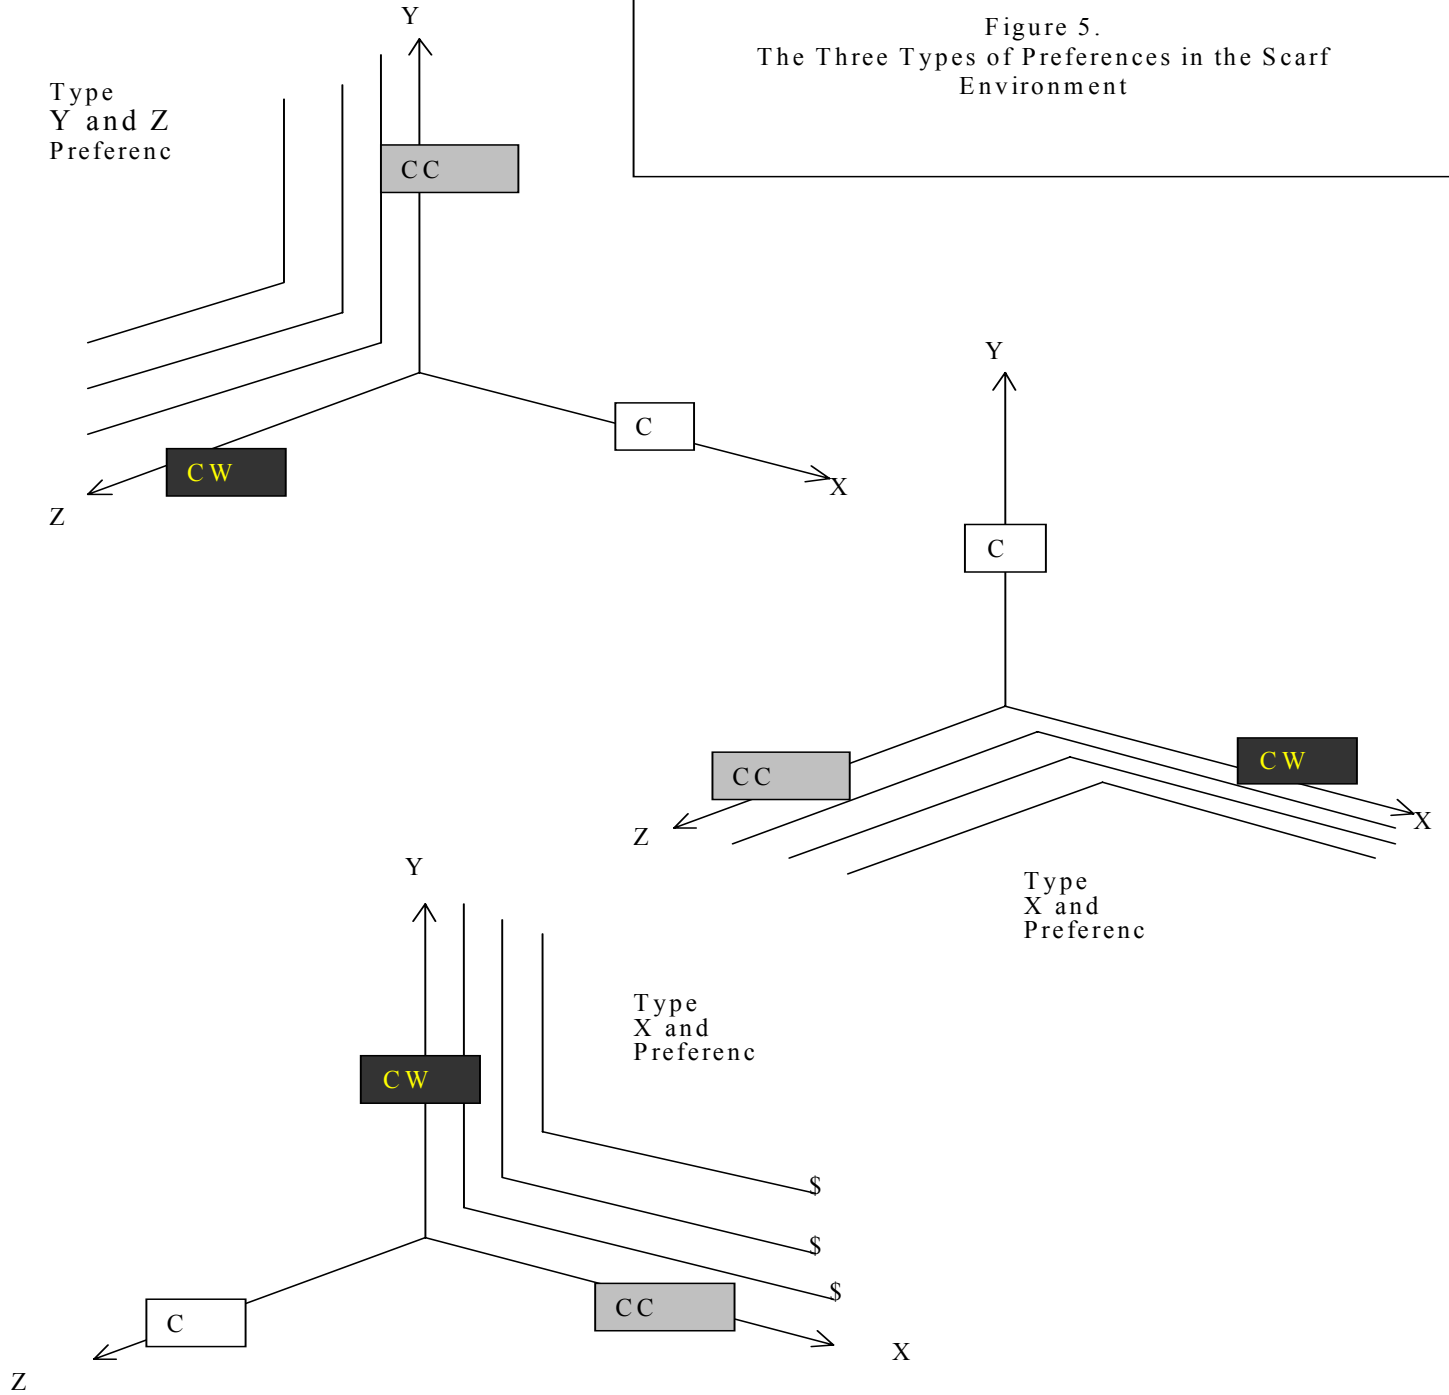 Figure 5.
The Three Types of Preferences in the Scarf
Environment
Y
Type
Y and Z
Preferenc
CC
C
CW
X
Z
Y
C
CC
CW
Z
X
Type
X and
Preferenc
Y
Type
X and
Preferenc
CW
$
$
$
C
CC
X
Z